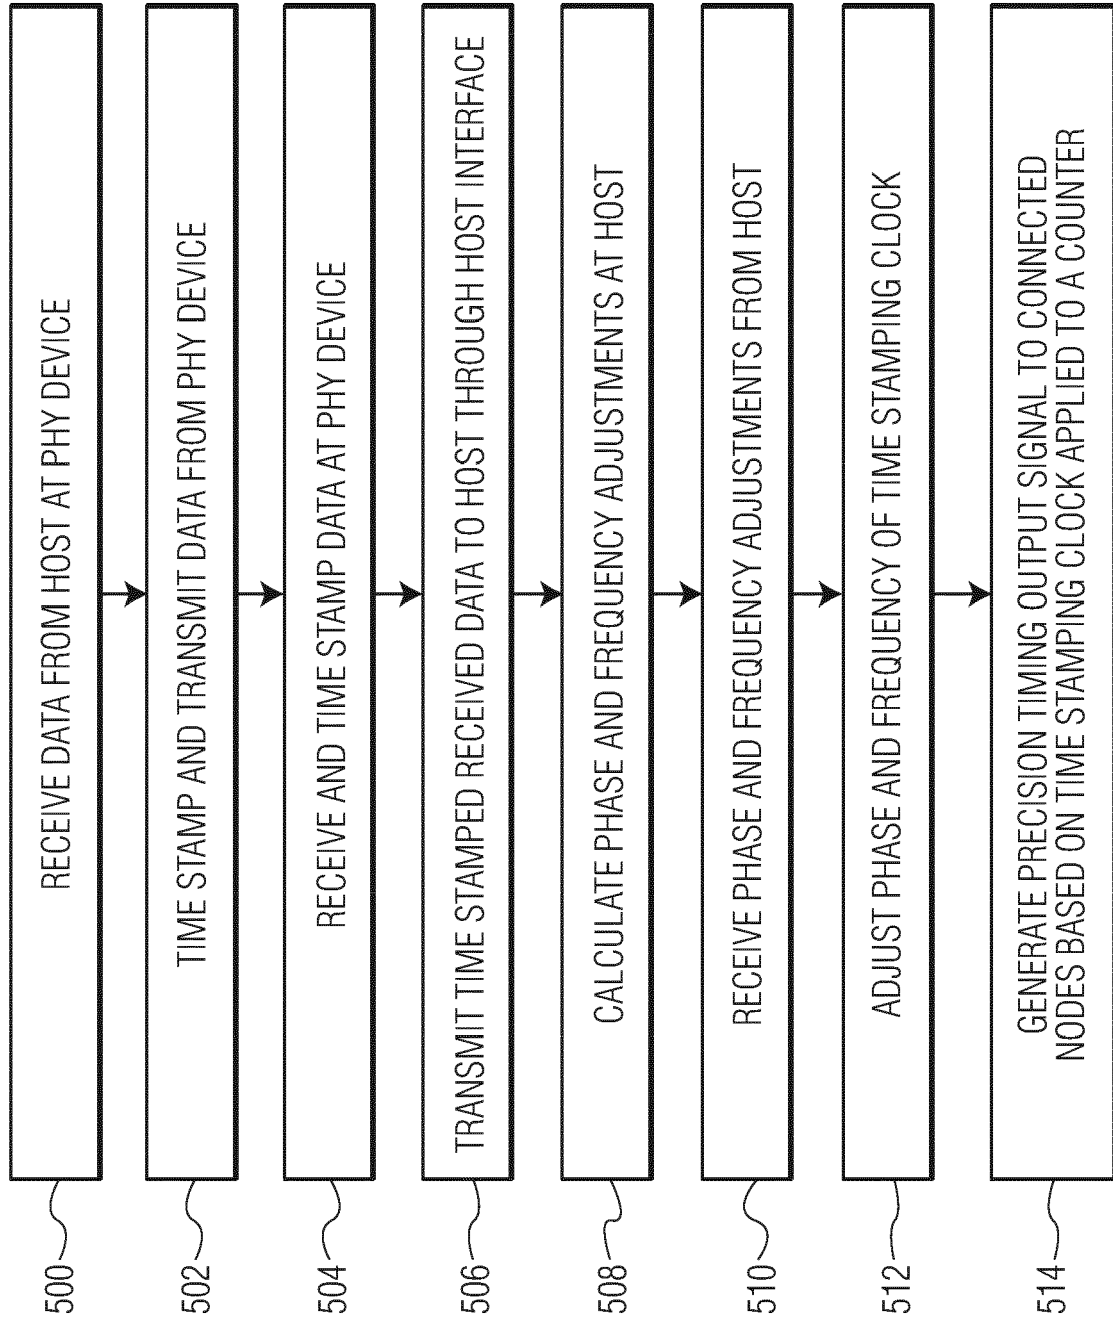 500
RECEIVE DATA FROM HOST AT PHY DEVICE
502
TIME STAMP AND TRANSMIT DATA FROM PHY DEVICE
504
RECEIVE AND TIME STAMP DATA AT PHY DEVICE
506
TRANSMIT TIME STAMPED RECEIVED DATA TO HOST THROUGH HOST INTERFACE
508
CALCULATE PHASE AND FREQUENCY ADJUSTMENTS AT HOST
510
RECEIVE PHASE AND FREQUENCY ADJUSTMENTS FROM HOST
512
ADJUST PHASE AND FREQUENCY OF TIME STAMPING CLOCK
514
GENERATE PRECISION TIMING OUTPUT SIGNAL TO CONNECTED
NODES BASED ON TIME STAMPING CLOCK APPLIED TO A COUNTER